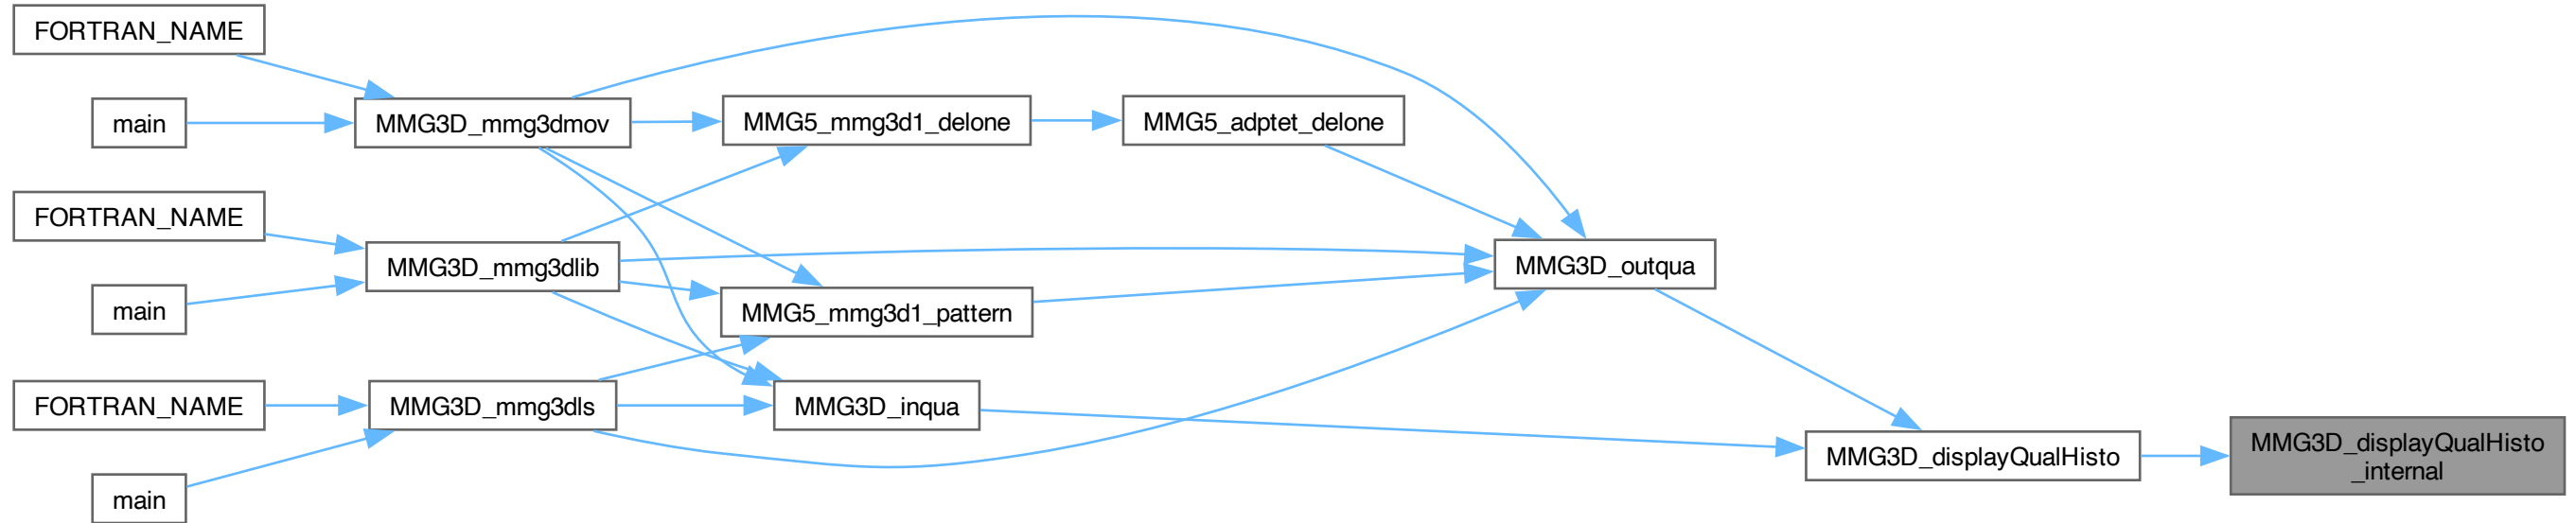 FORTRAN_NAME
main
MMG3D_mmg3dmov
MMG5_mmg3d1_delone
MMG5_adptet_delone
FORTRAN_NAME
MMG3D_mmg3dlib
main
MMG5_mmg3d1_pattern
MMG3D_outqua
FORTRAN_NAME
MMG3D_mmg3dls
main
MMG3D_inqua
MMG3D_displayQualHisto
MMG3D_displayQualHisto
_internal